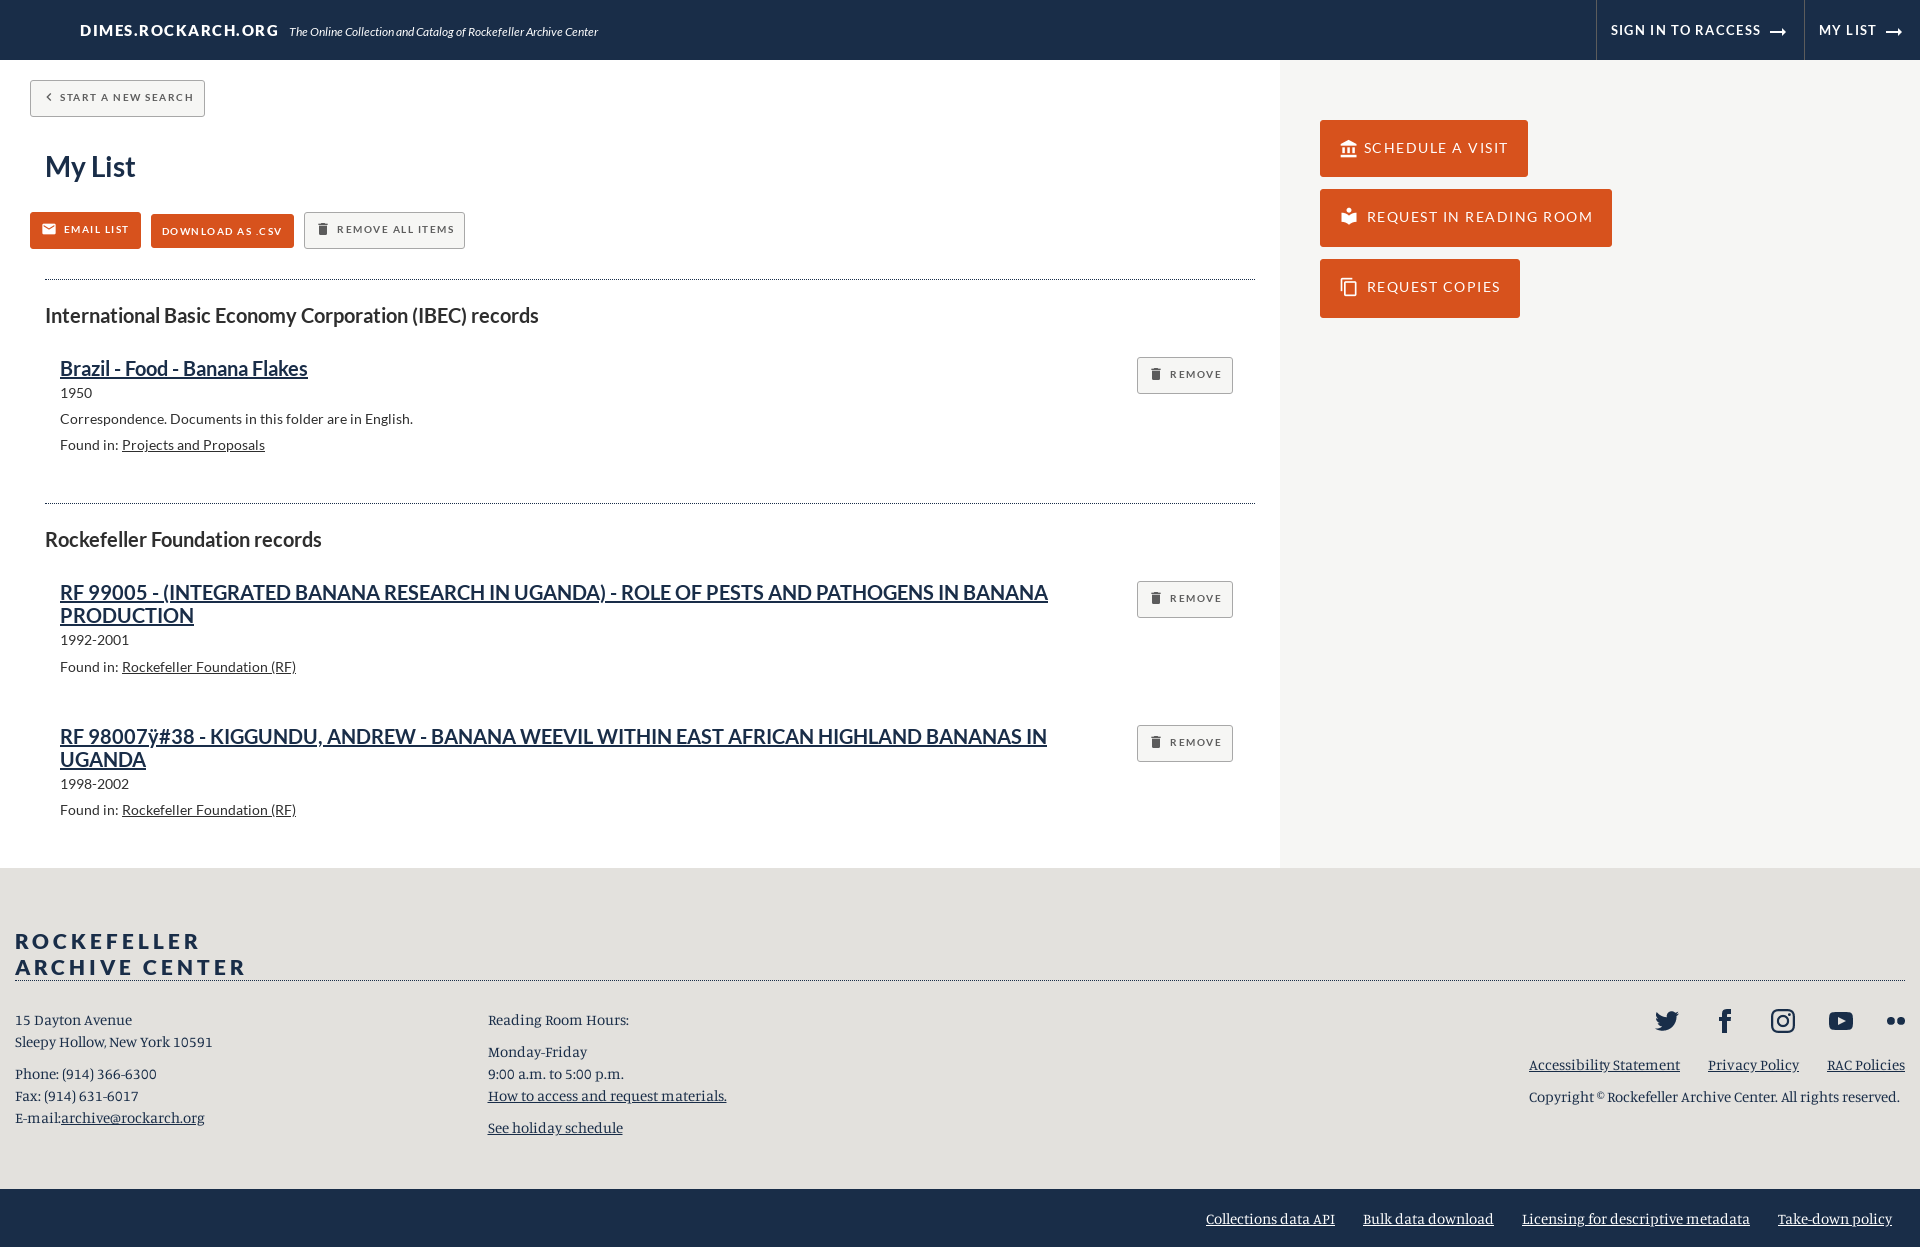 DIMES.ROCKARCH.ORG The Online Collection and Catalog of Rockefeller Archive Center
SIGN IN TO RACCESS
MY LIST
START A NEW SEARCH
My List
EMAIL LIST
DOWNLOAD AS .CSV
REMOVE ALL ITEMS
SCHEDULE A VISIT
REQUEST IN READING ROOM
REQUEST COPIES
International Basic Economy Corporation (IBEC) records
Brazil - Food - Banana Flakes
REMOVE
1950
Correspondence. Documents in this folder are in English.
Found in: Projects and Proposals
Rockefeller Foundation records
RF 99005 - (INTEGRATED BANANA RESEARCH IN UGANDA) - ROLE OF PESTS AND PATHOGENS IN BANANA
PRODUCTION
REMOVE
1992-2001
Found in: Rockefeller Foundation (RF)
RF 98007ÿ#38 - KIGGUNDU, ANDREW - BANANA WEEVIL WITHIN EAST AFRICAN HIGHLAND BANANAS IN
UGANDA
REMOVE
1998-2002
Found in: Rockefeller Foundation (RF)
ROCKEFELLER
ARCHIVE CENTER
15 Dayton Avenue
Sleepy Hollow, New York 10591
Phone: (914) 366-6300
Fax: (914) 631-6017
E-mail:archive@rockarch.org
Reading Room Hours:
Monday-Friday
9:00 a.m. to 5:00 p.m.
How to access and request materials.
See holiday schedule
Accessibility Statement
Privacy Policy
RAC Policies
Copyright © Rockefeller Archive Center. All rights reserved.
Collections data API
Bulk data download
Licensing for descriptive metadata
Take-down policy